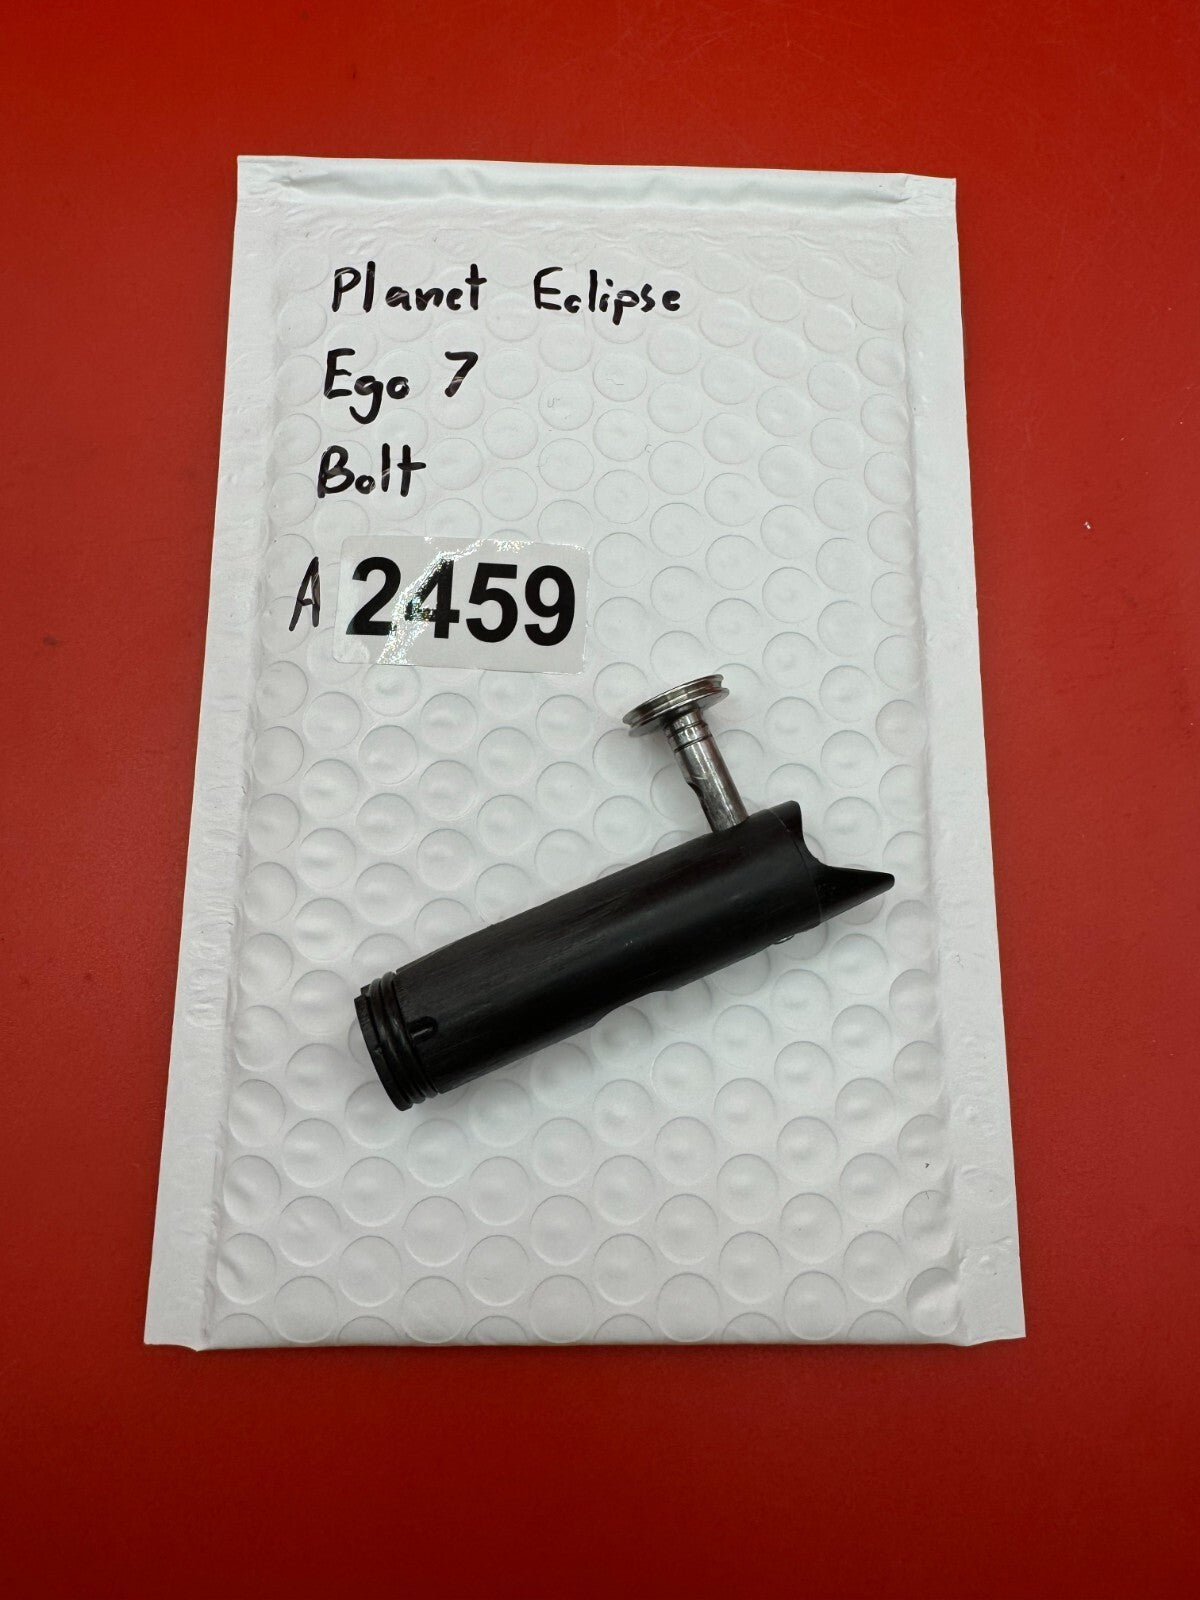 Planet Eclipse
Ego 7
Bolt
A 2459